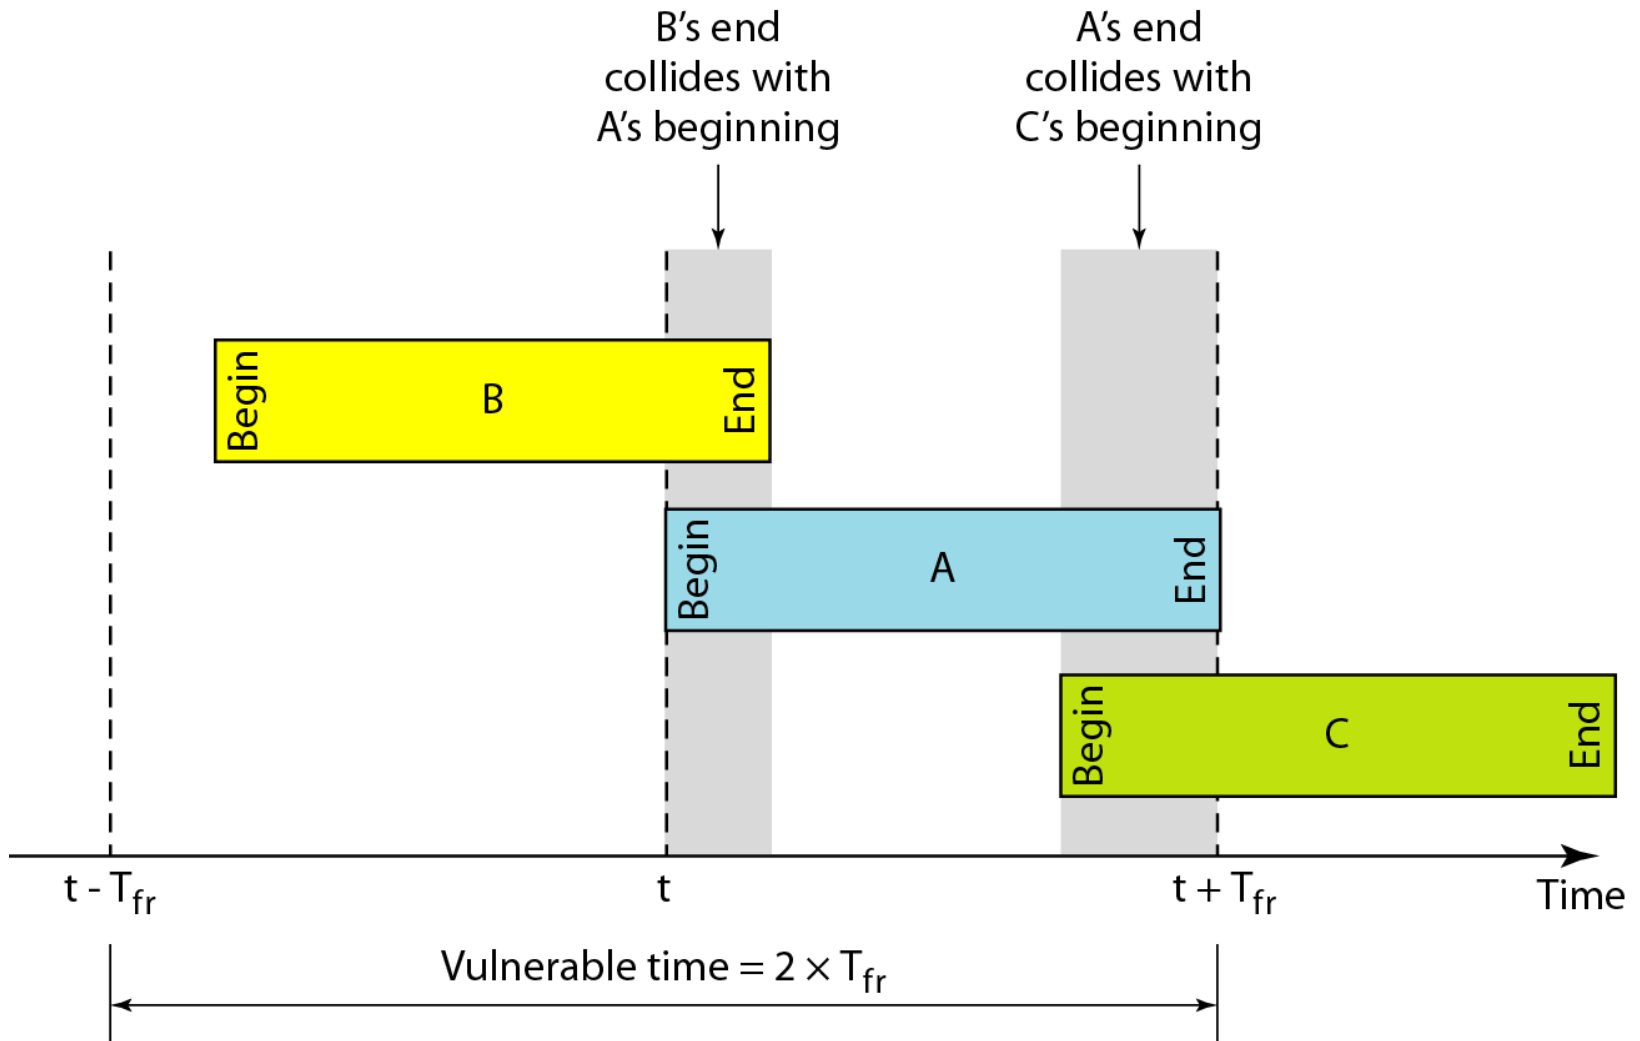 B’s end
collides with
A’s beginning
A’s end
collides with
C’s beginning
Begin
B
End
Begin
A
End
Begin
C
End
t - Tfr
t
t + Tfr
Time
Vulnerable time = 2 × Tfr